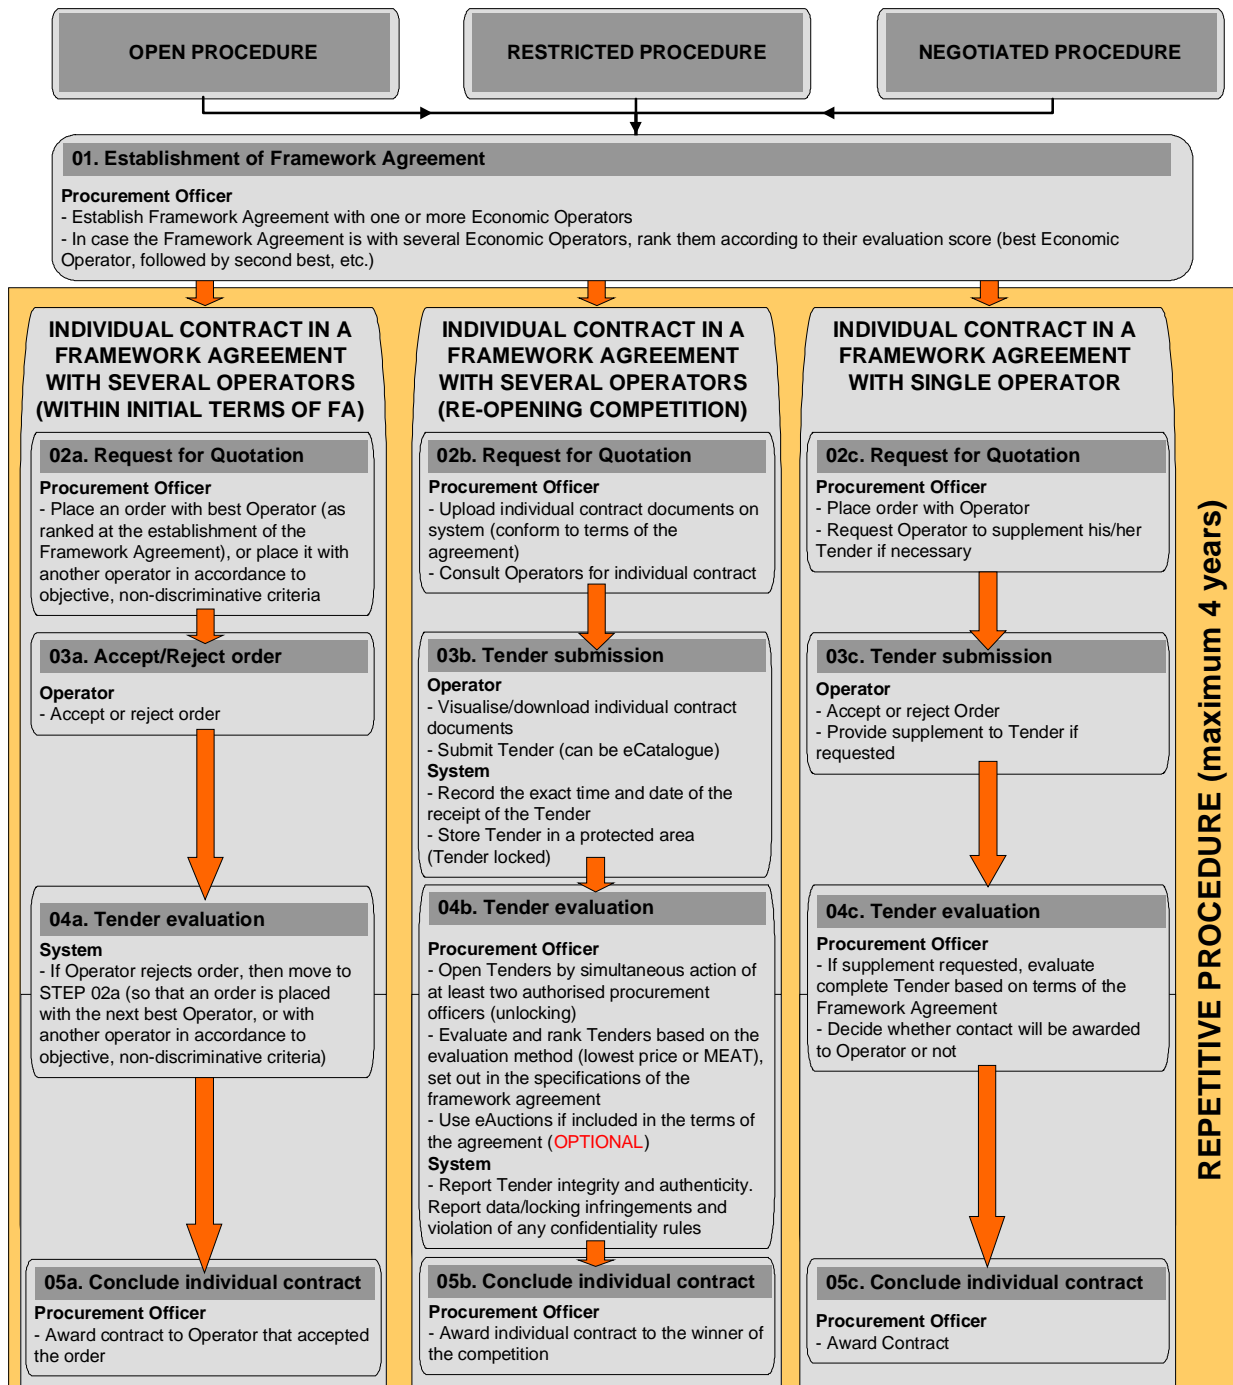 OPEN PROCEDURE
RESTRICTED PROCEDURE
NEGOTIATED PROCEDURE
01. Establishment of Framework Agreement
Procurement Officer
- Establish Framework Agreement with one or more Economic Operators
- In case the Framework Agreement is with several Economic Operators, rank them according to their evaluation score (best Economic
Operator, followed by second best, etc.)
INDIVIDUAL CONTRACT IN A
FRAMEWORK AGREEMENT
WITH SEVERAL OPERATORS
(WITHIN INITIAL TERMS OF FA)
02a. Request for Quotation
Procurement Officer
- Place an order with best Operator (as
ranked at the establishment of the
Framework Agreement), or place it with
another operator in accordance to
objective, non-discriminative criteria
03a. Accept/Reject order
Operator
- Accept or reject order
04a. Tender evaluation
System
- If Operator rejects order, then move to
STEP 02a (so that an order is placed
with the next best Operator, or with
another operator in accordance to
objective, non-discriminative criteria)
05a. Conclude individual contract
Procurement Officer
- Award contract to Operator that accepted
the order
INDIVIDUAL CONTRACT IN A
FRAMEWORK AGREEMENT
WITH SEVERAL OPERATORS
(RE-OPENING COMPETITION)
02b. Request for Quotation
Procurement Officer
- Upload individual contract documents on
system (conform to terms of the
agreement)
- Consult Operators for individual contract
03b. Tender submission
Operator
- Visualise/download individual contract
documents
- Submit Tender (can be eCatalogue)
System
- Record the exact time and date of the
receipt of the Tender
- Store Tender in a protected area
(Tender locked)
04b. Tender evaluation
Procurement Officer
- Open Tenders by simultaneous action of
at least two authorised procurement
officers (unlocking)
- Evaluate and rank Tenders based on the
evaluation method (lowest price or MEAT),
set out in the specifications of the
framework agreement
- Use eAuctions if included in the terms of
the agreement (OPTIONAL)
System
- Report Tender integrity and authenticity.
Report data/locking infringements and
violation of any confidentiality rules
05b. Conclude individual contract
Procurement Officer
- Award individual contract to the winner of
the competition
INDIVIDUAL CONTRACT IN A
FRAMEWORK AGREEMENT
WITH SINGLE OPERATOR
02c. Request for Quotation
Procurement Officer
- Place order with Operator
- Request Operator to supplement his/her
Tender if necessary
03c. Tender submission
Operator
- Accept or reject Order
- Provide supplement to Tender if
requested
04c. Tender evaluation
Procurement Officer
- If supplement requested, evaluate
complete Tender based on terms of the
Framework Agreement
- Decide whether contact will be awarded
to Operator or not
05c. Conclude individual contract
Procurement Officer
- Award Contract
REPETITIVE PROCEDURE (maximum 4 years)